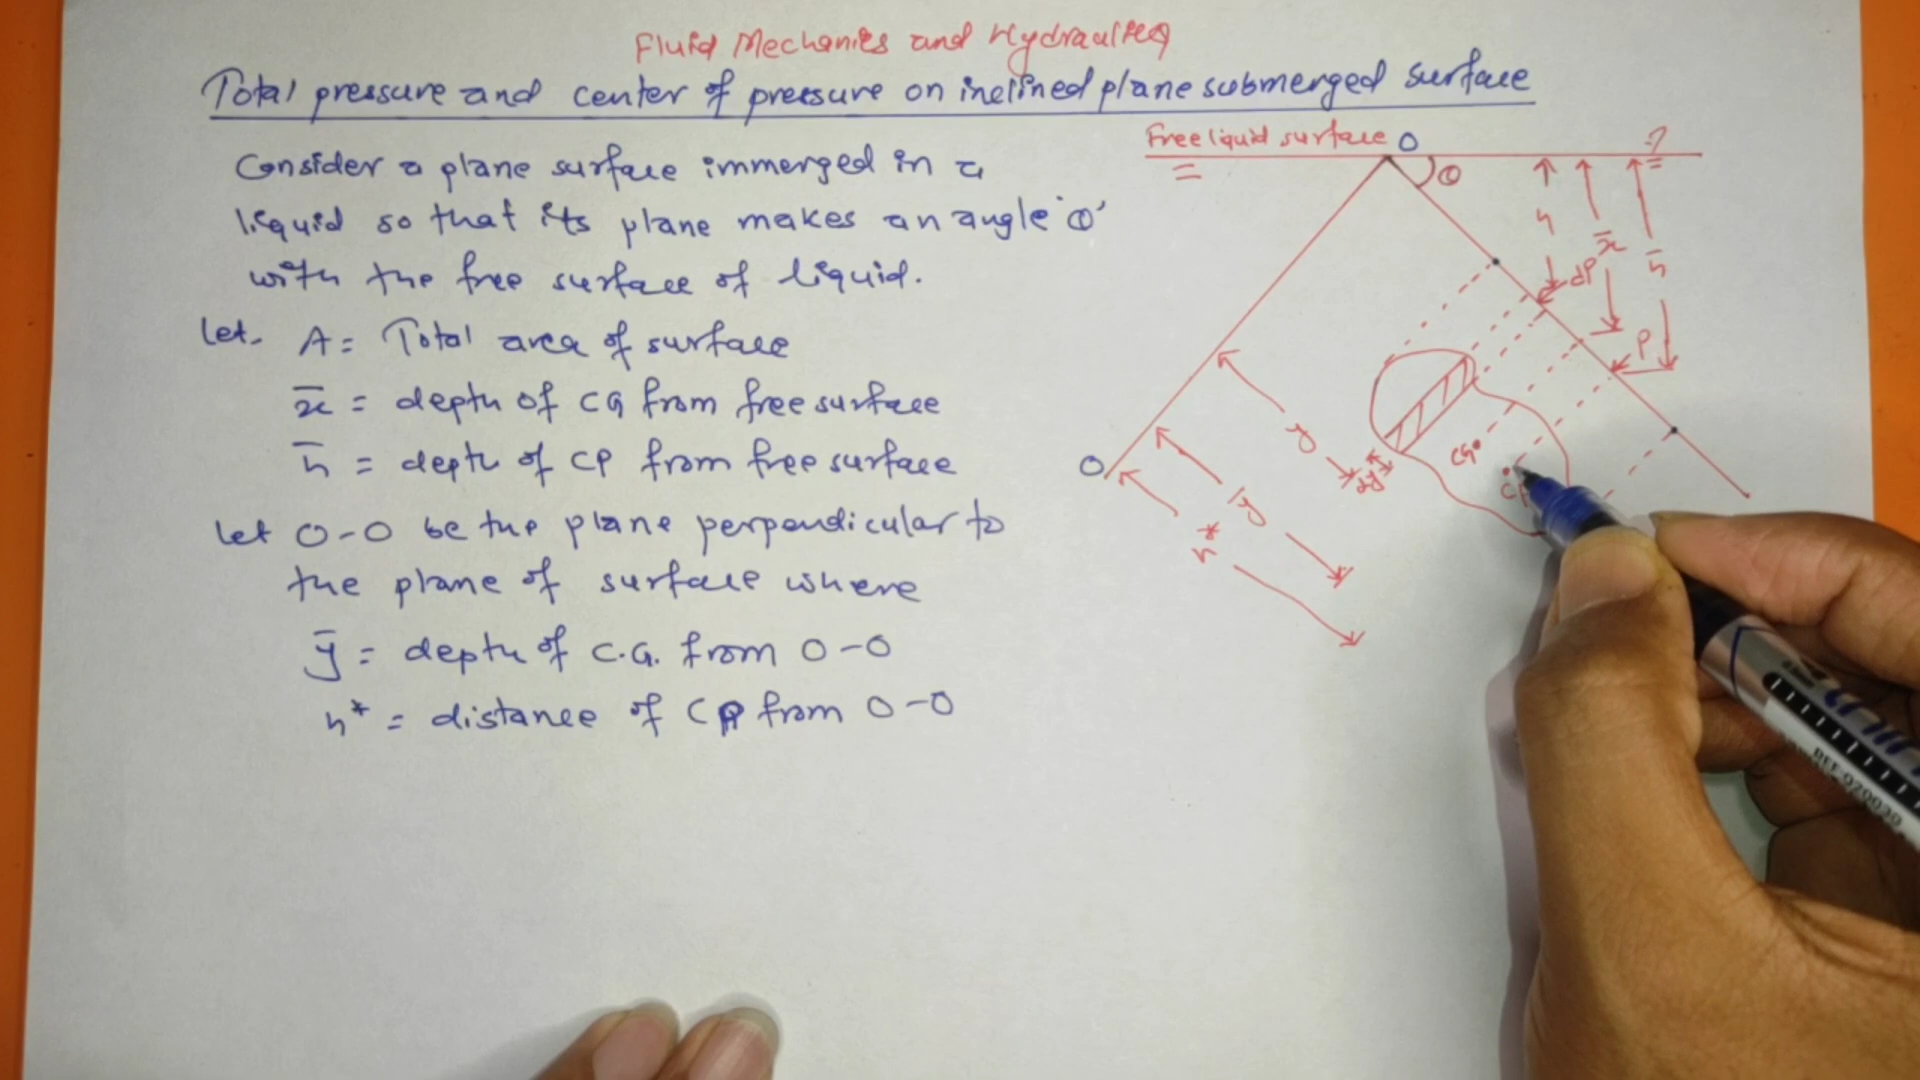 Fluid Mechanics and Hydraulics
Total pressure and center of pressure on inclined plane submerged surface
Consider a plane surface immerged in a
liquid so that its plane makes an angle 'θ'
with the free surface of liquid.
Let. A = Total area of surface
x̄ = depth of CG from free surface
h̄ = depth of CP from free surface
Let O-O be the plane perpendicular to
the plane of surface where
ȳ = depth of C.G. from O-O
h* = distance of CP from O-O
Free liquid surface O
θ
h
x̄
h̄
dP
P
O
y
dy
ȳ
h*
CG